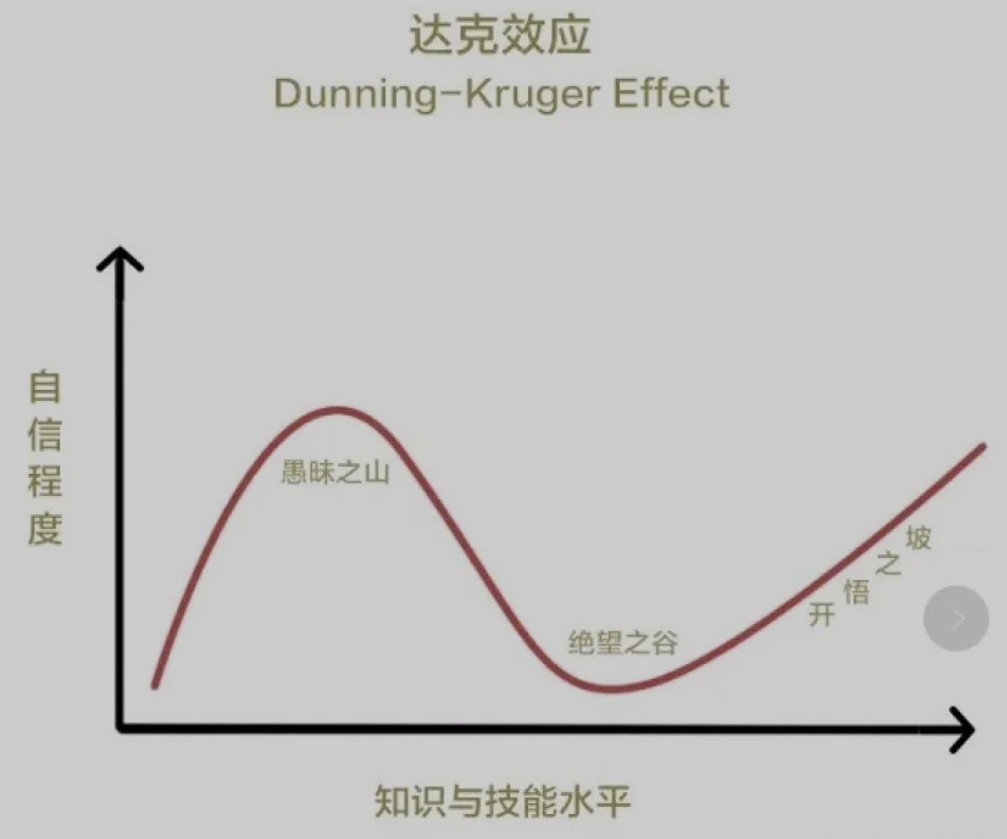 达克效应
Dunning-Kruger Effect
自信程度
愚昧之山
绝望之谷
开悟之坡
知识与技能水平